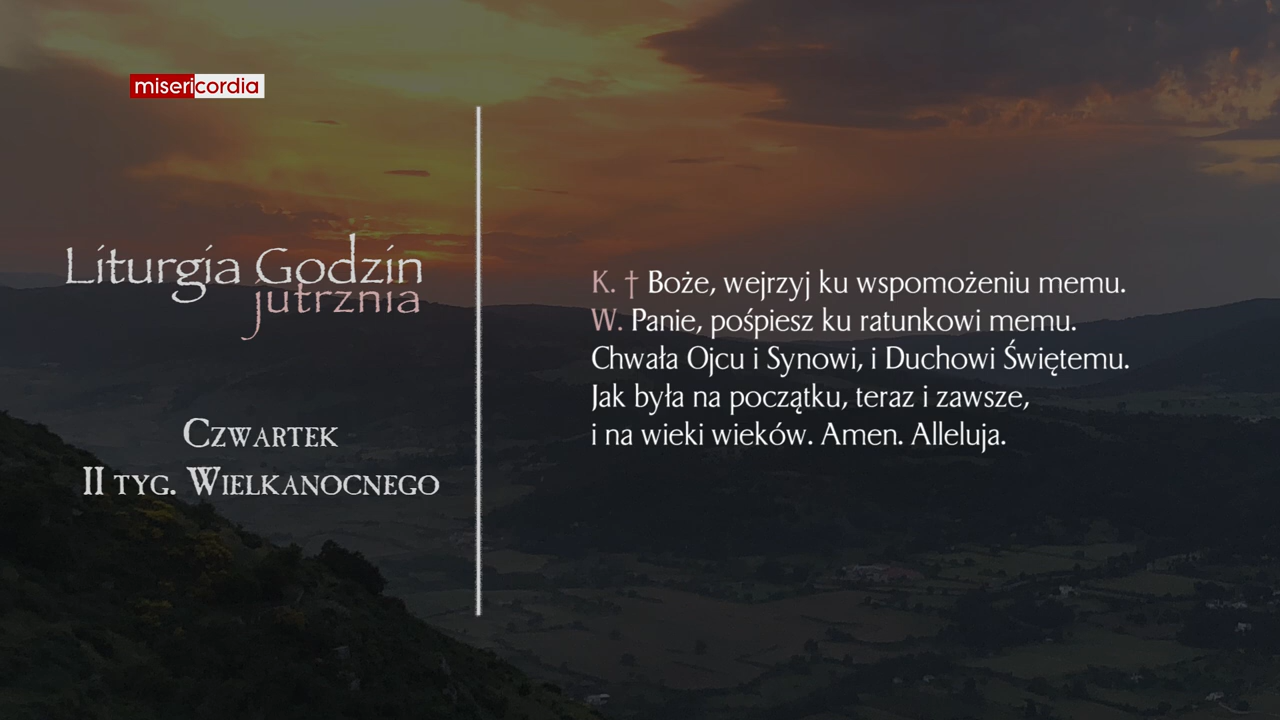 misericordia
Liturgia Godzin
jutrznia
Czwartek
II tyg. Wielkanocnego
K. † Boże, wejrzyj ku wspomożeniu memu.
W. Panie, pośpiesz ku ratunkowi memu.
Chwała Ojcu i Synowi, i Duchowi Świętemu.
Jak była na początku, teraz i zawsze,
i na wieki wieków. Amen. Alleluja.